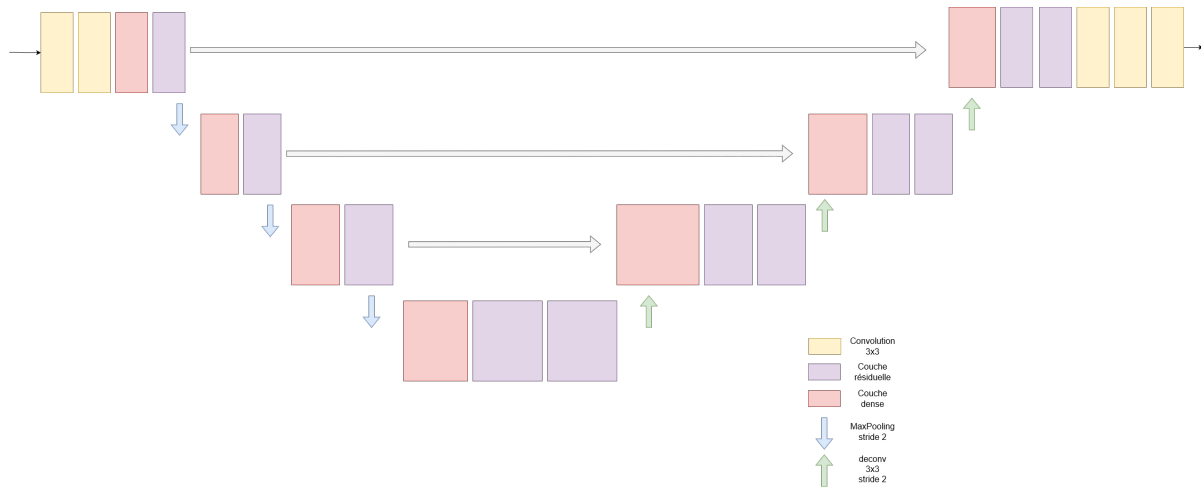 Convolution
3x3
Couche
résiduelle
Couche
dense
MaxPooling
stride 2
deconv
3x3
stride 2